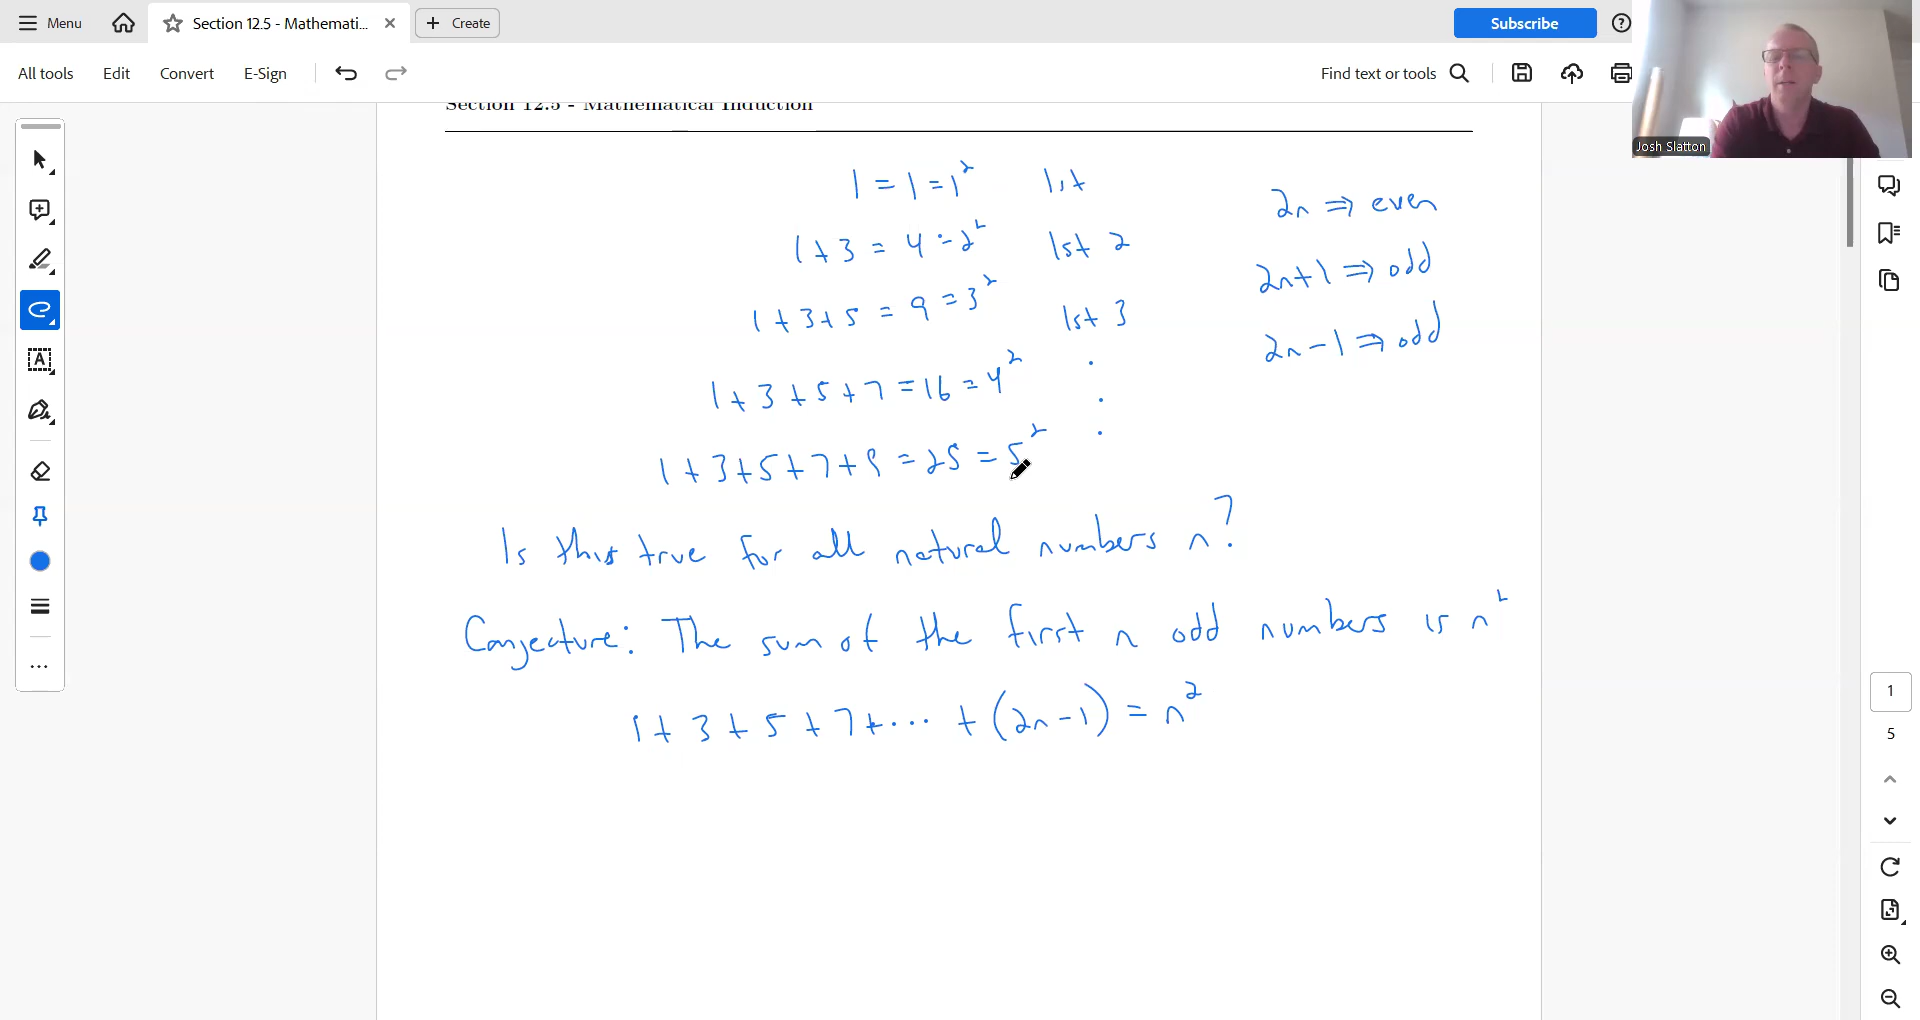 Menu
Section 12.5 - Mathemati...
Create
Subscribe
All tools
Edit
Convert
E-Sign
Find text or tools
Josh Slatton
Section 12.5 - Mathematical Induction
1 = 1 = 1² 1st
1 + 3 = 4 = 2² 1st 2
1 + 3 + 5 = 9 = 3² 1st 3
1 + 3 + 5 + 7 = 16 = 4²
1 + 3 + 5 + 7 + 9 = 25 = 5²
2n ⇒ even
2n+1 ⇒ odd
2n-1 ⇒ odd
Is this true for all natural numbers n?
Conjecture: The sum of the first n odd numbers is n²
1 + 3 + 5 + 7 + ... + (2n-1) = n²
1
5